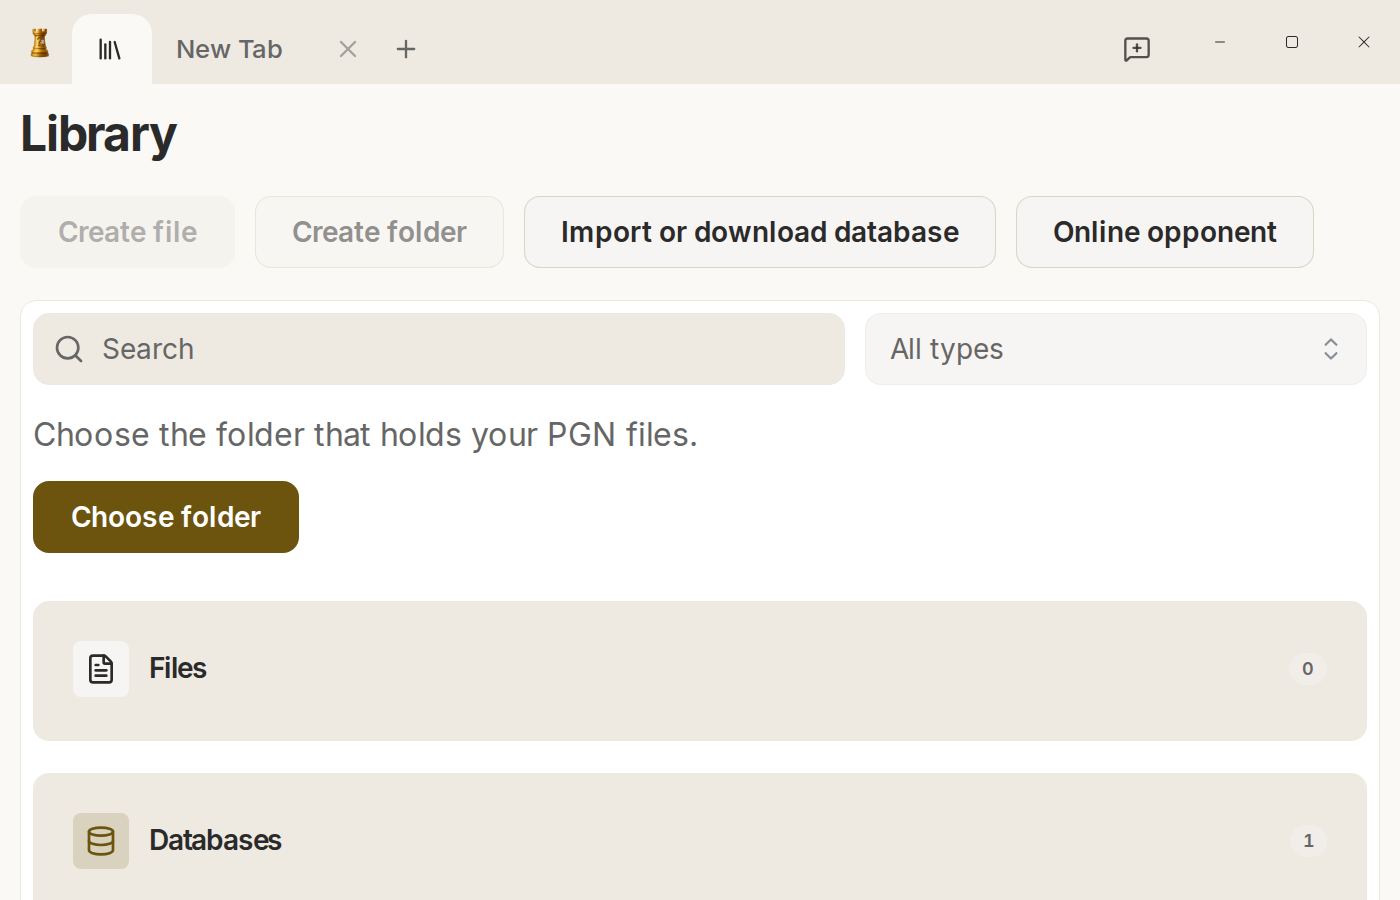 New Tab
Library
Create file
Create folder
Import or download database
Online opponent
Search
All types
Choose the folder that holds your PGN files.
Choose folder
Files
0
Databases
1